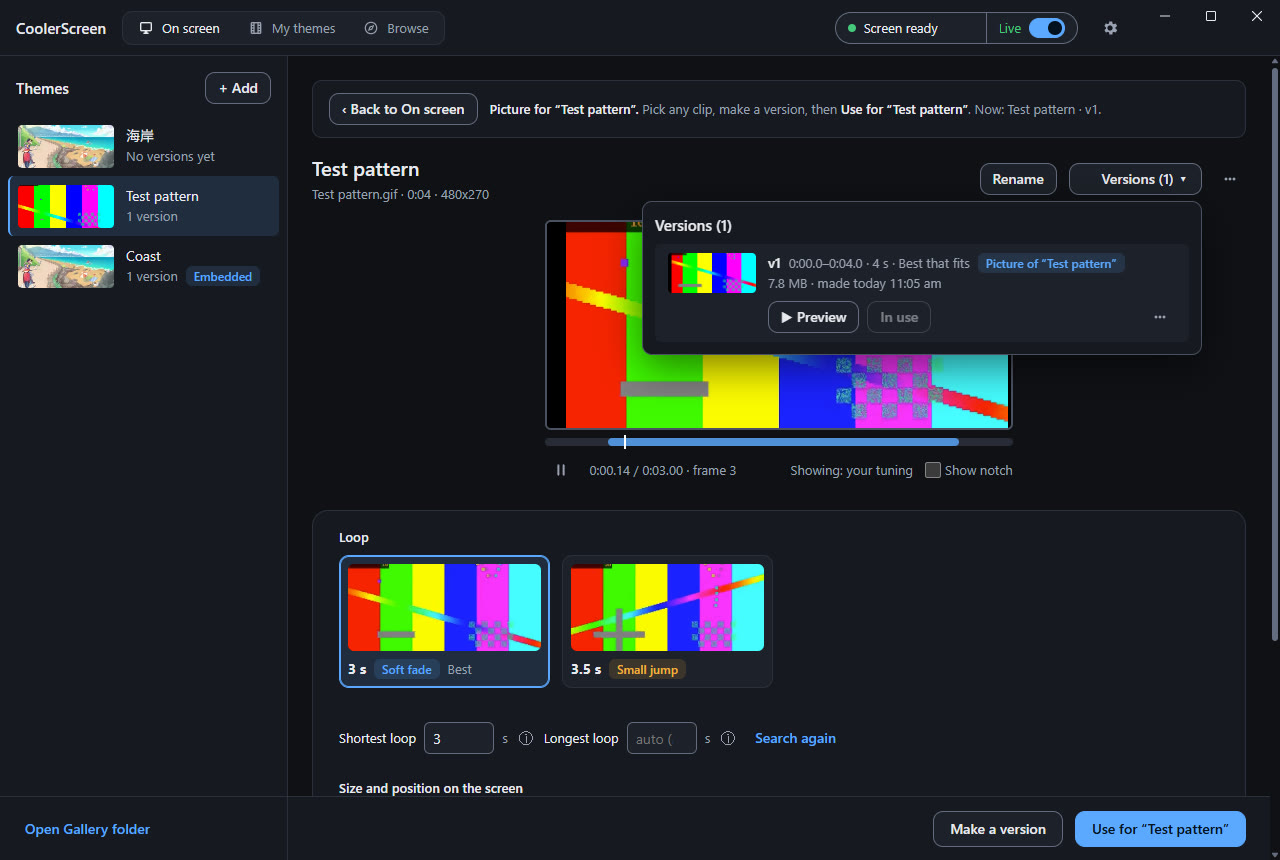 CoolerScreen
On screen
My themes
Browse
Screen ready
Live
Themes
+ Add
海岸
No versions yet
Test pattern
1 version
Coast
1 version Embedded
Open Gallery folder
‹ Back to On screen
Picture for “Test pattern”. Pick any clip, make a version, then Use for “Test pattern”. Now: Test pattern · v1.
Test pattern
Test pattern.gif · 0:04 · 480x270
Rename
Versions (1) ▾
Versions (1)
v1 0:00.0–0:04.0 · 4 s · Best that fits Picture of “Test pattern”
7.8 MB · made today 11:05 am
Preview
In use
0:00.14 / 0:03.00 · frame 3
Showing: your tuning
Show notch
Loop
3 s Soft fade Best
3.5 s Small jump
Shortest loop 3 s
Longest loop auto ( s
Search again
Size and position on the screen
Make a version
Use for “Test pattern”